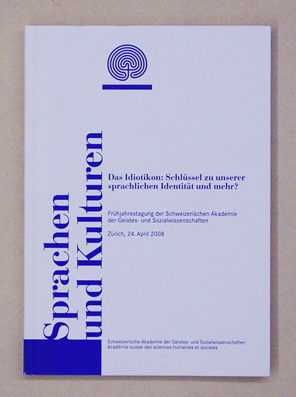 Sprachen
und Kulturen
Das Idiotikon: Schlüssel zu unserer
sprachlichen Identität und mehr?
Frühjahrestagung der Schweizerischen Akademie
der Geistes- und Sozialwissenschaften
Zürich, 24. April 2008
Schweizerische Akademie der Geistes- und Sozialwissenschaften
Académie suisse des sciences humaines et sociales